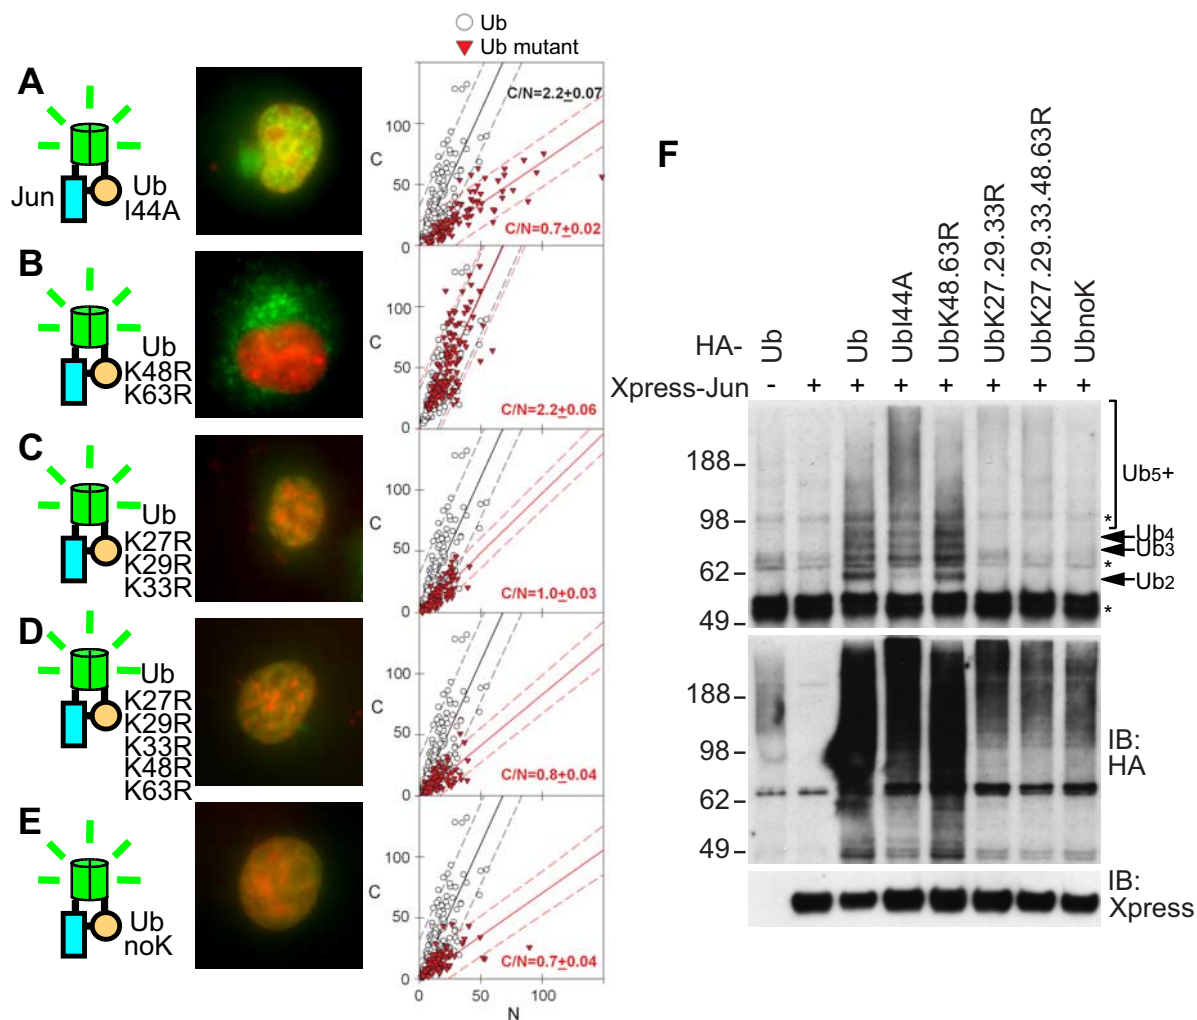 Ub
Ub mutant
A
Jun
Ub
I44A
C
100
50
0
C/N=2.2±0.07
C/N=0.7±0.02
B
Ub
K48R
K63R
C
100
50
0
C/N=2.2±0.06
C
Ub
K27R
K29R
K33R
C
100
50
0
C/N=1.0±0.03
D
Ub
K27R
K29R
K33R
K48R
K63R
C
100
50
0
C/N=0.8±0.04
E
Ub
noK
C
100
50
0
C/N=0.7±0.04
0
50
100
N
F
HA-
Ub
Ub
UbI44A
UbK48.63R
UbK27.29.33R
UbK27.29.33.48.63R
UbnoK
Xpress-Jun - + + + + + + +
188
98
62
49
Ub5+
*
Ub4
Ub3
*
Ub2
*
188
98
62
49
IB:
HA
IB:
Xpress